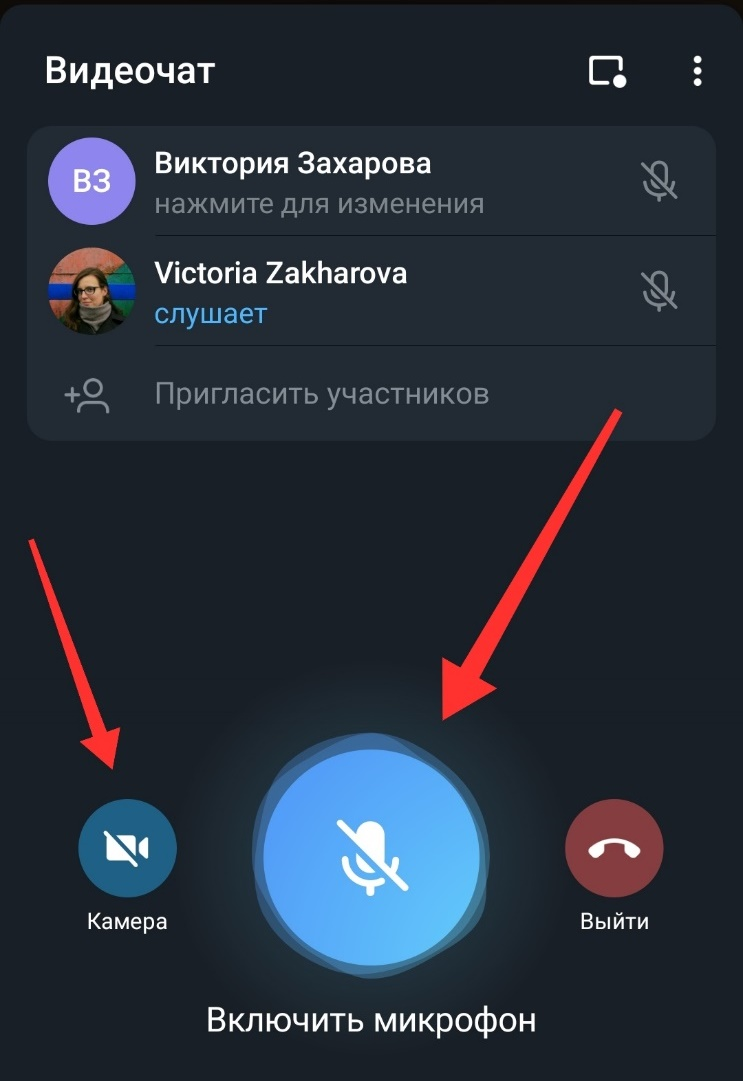 Видеочат
ВЗ
Виктория Захарова
нажмите для изменения
Victoria Zakharova
слушает
Пригласить участников
Камера
Выйти
Включить микрофон